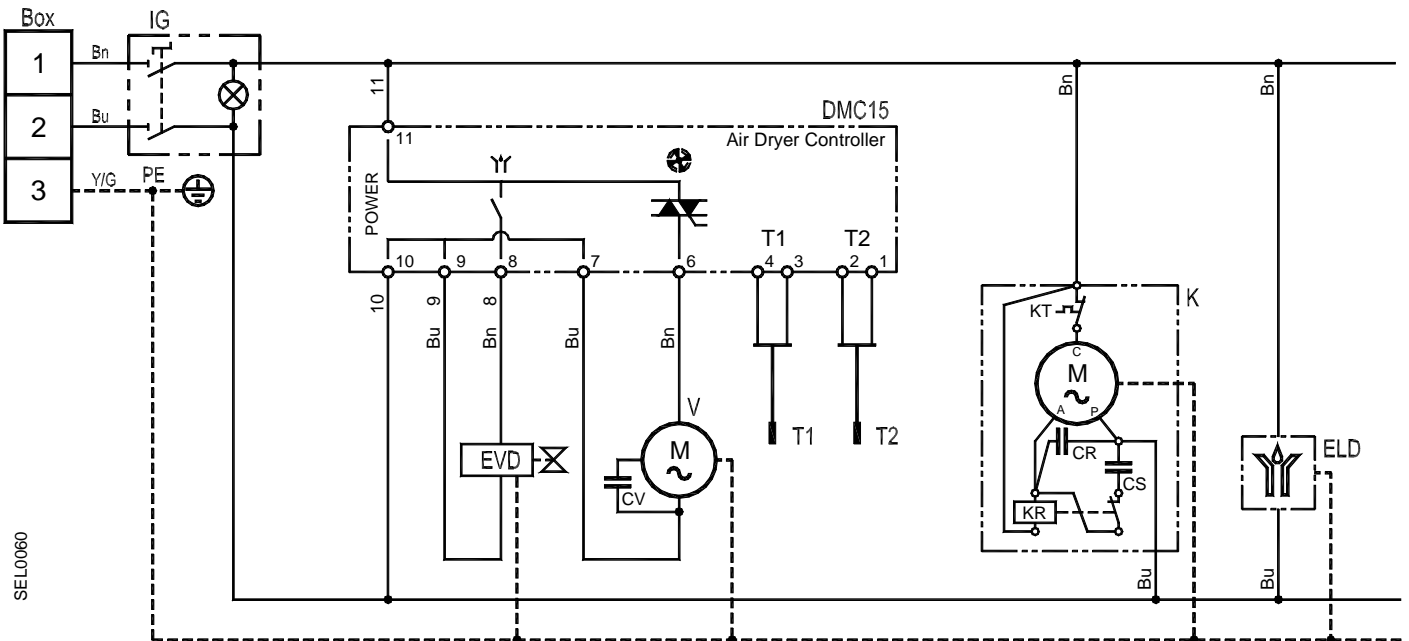 Box
IG
1
Bn
2
Bu
3
Y/G
PE
11
DMC15
11
Air Dryer Controller
POWER
T1
T2
10
9
8
7
6
4
3
2
1
10
9
8
Bu
Bn
Bu
Bn
T1
T2
EVD
V
M
CV
Bn
K
KT
C
M
A
P
CR
CS
KR
Bu
Bn
ELD
Bu
SEL0060